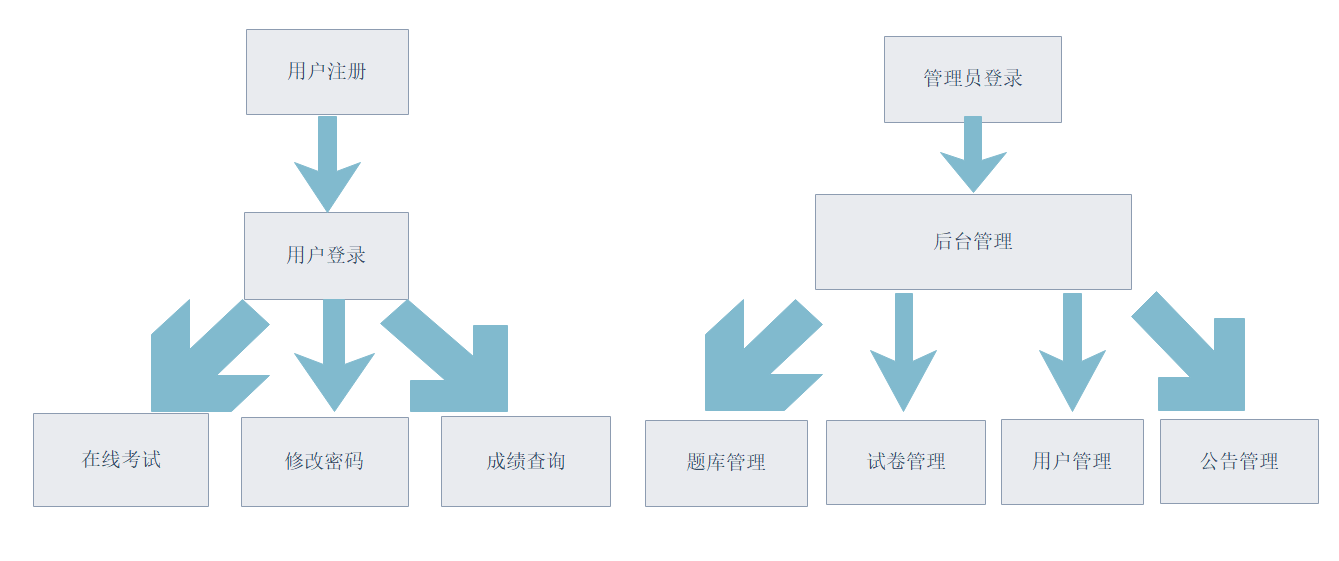 用户注册
管理员登录
用户登录
后台管理
在线考试
修改密码
成绩查询
题库管理
试卷管理
用户管理
公告管理